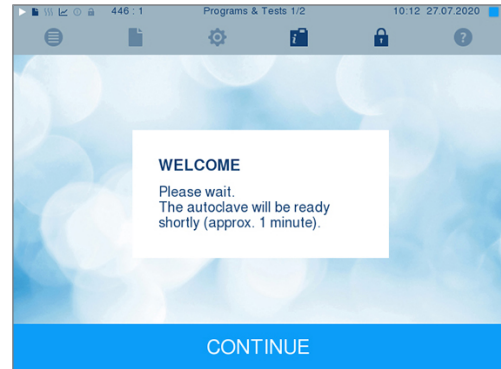 446 : 1 Programs & Tests 1/2 10:12 27.07.2020
WELCOME
Please wait.
The autoclave will be ready
shortly (approx. 1 minute).
CONTINUE